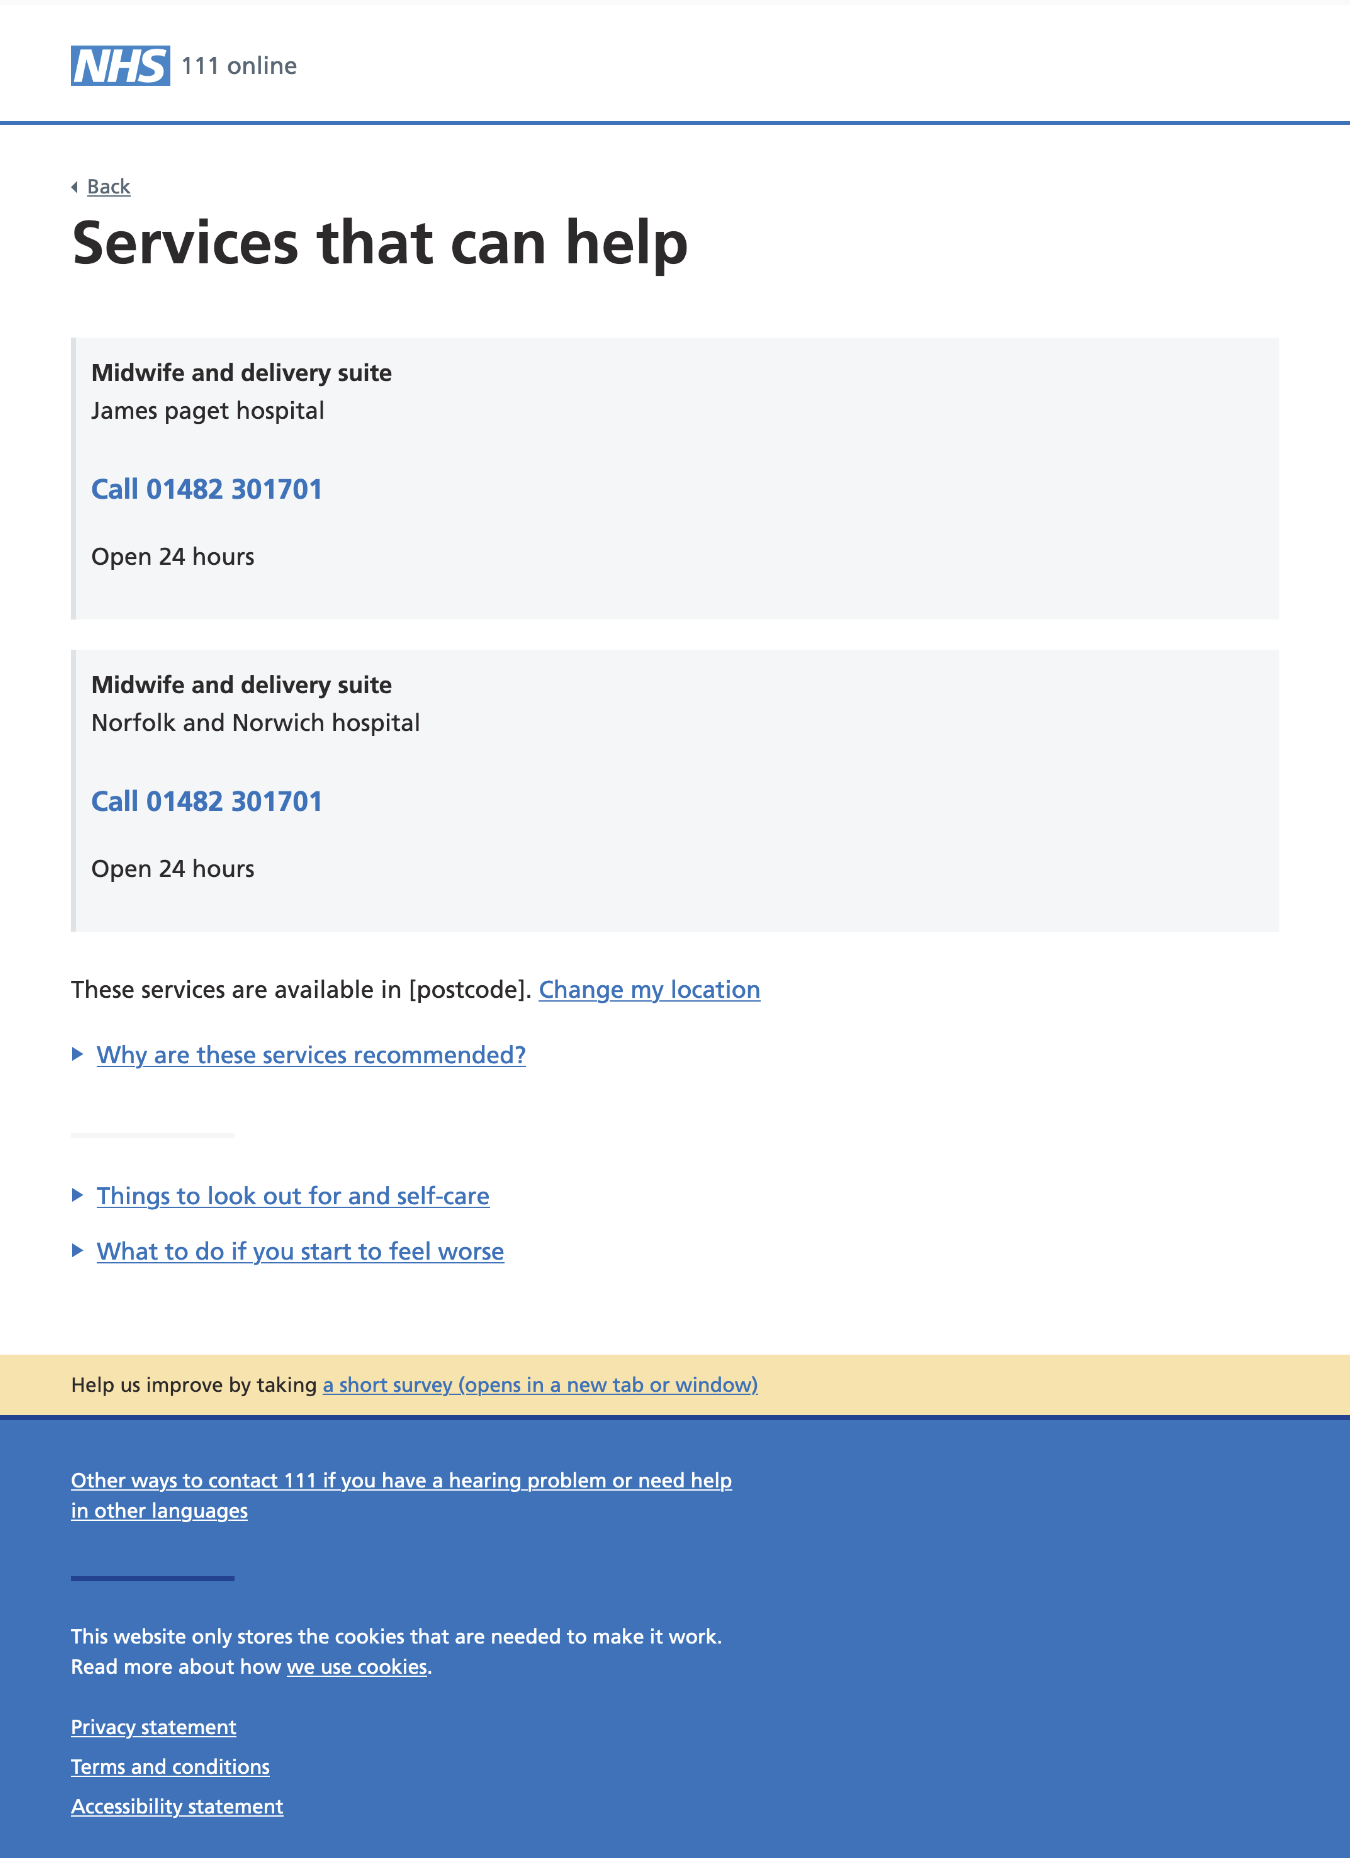 NHS 111 online
Back
Services that can help
Midwife and delivery suite
James paget hospital
Call 01482 301701
Open 24 hours
Midwife and delivery suite
Norfolk and Norwich hospital
Call 01482 301701
Open 24 hours
These services are available in [postcode]. Change my location
Why are these services recommended?
Things to look out for and self-care
What to do if you start to feel worse
Help us improve by taking a short survey (opens in a new tab or window)
Other ways to contact 111 if you have a hearing problem or need help
in other languages
This website only stores the cookies that are needed to make it work.
Read more about how we use cookies.
Privacy statement
Terms and conditions
Accessibility statement